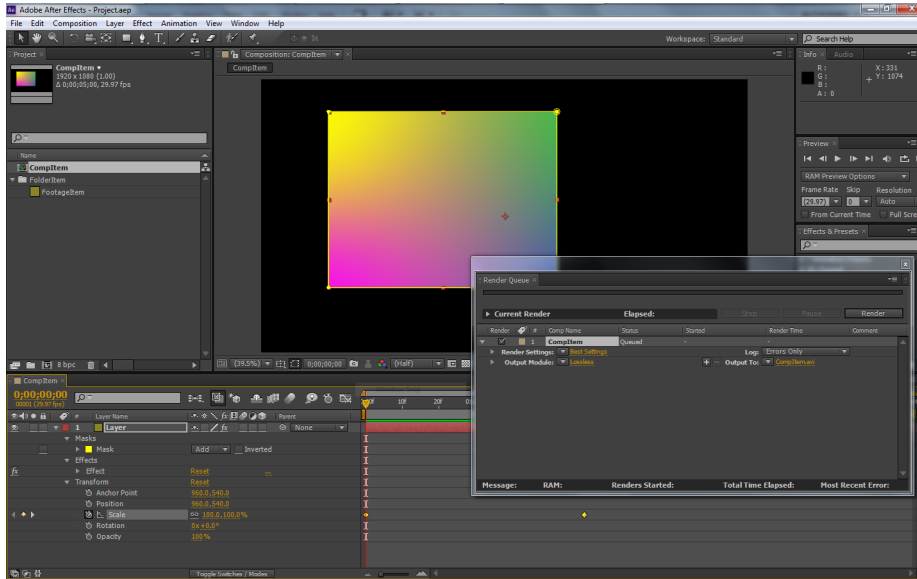 Adobe After Effects - Project.aep
File Edit Composition Layer Effect Animation View Window Help
Workspace: Standard
Search Help
Project
CompItem
1920 x 1080 (1.00)
Δ 0;00;05;00, 29.97 fps
Name
CompItem
FolderItem
FootageItem
8 bpc
Composition: CompItem
CompItem
(39.5%)
0;00;00;00
(Half)
Info Audio
R :
G :
B :
A : 0
X : 331
Y : 1074
Preview
RAM Preview Options
Frame Rate Skip Resolution
(29.97) 0 Auto
From Current Time Full Scre
Effects & Presets
Render Queue
Current Render Elapsed: Stop Pause Render
Render # Comp Name Status Started Render Time Comment
1 CompItem Queued - -
Render Settings: Best Settings Log: Errors Only
Output Module: Lossless Output To: CompItem.avi
Message: RAM: Renders Started: Total Time Elapsed: Most Recent Error:
CompItem
0;00;00;00
00001 (29.97 fps)
10f 20f
# Layer Name Parent
1 Layer None
Masks
Mask Add Inverted
Effects
fx Effect Reset
Transform Reset
Anchor Point 960.0,540.0
Position 960.0,540.0
Scale 100.0,100.0%
Rotation 0x+0.0°
Opacity 100%
Toggle Switches / Modes